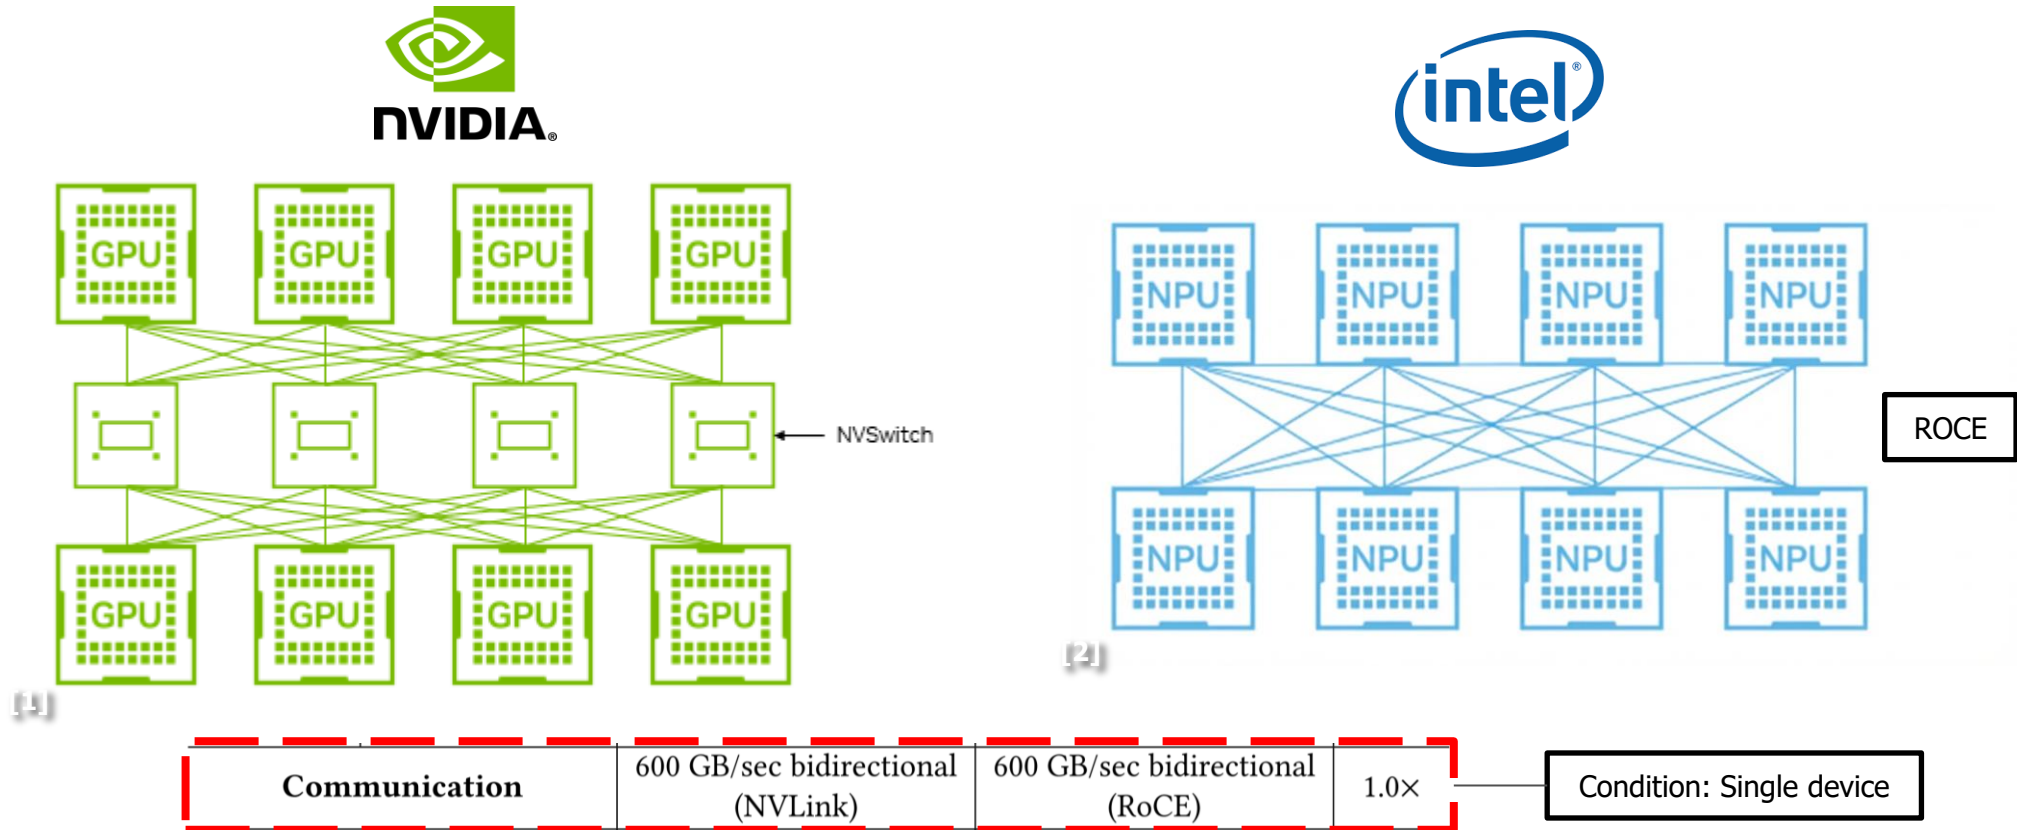 NVIDIA®
intel®
GPU GPU GPU GPU
NPU NPU NPU NPU
ROCE
NVSwitch
NPU NPU NPU NPU
GPU GPU GPU GPU
[2]
[1]
Communication
600 GB/sec bidirectional
(NVLink)
600 GB/sec bidirectional
(RoCE)
1.0×
Condition: Single device